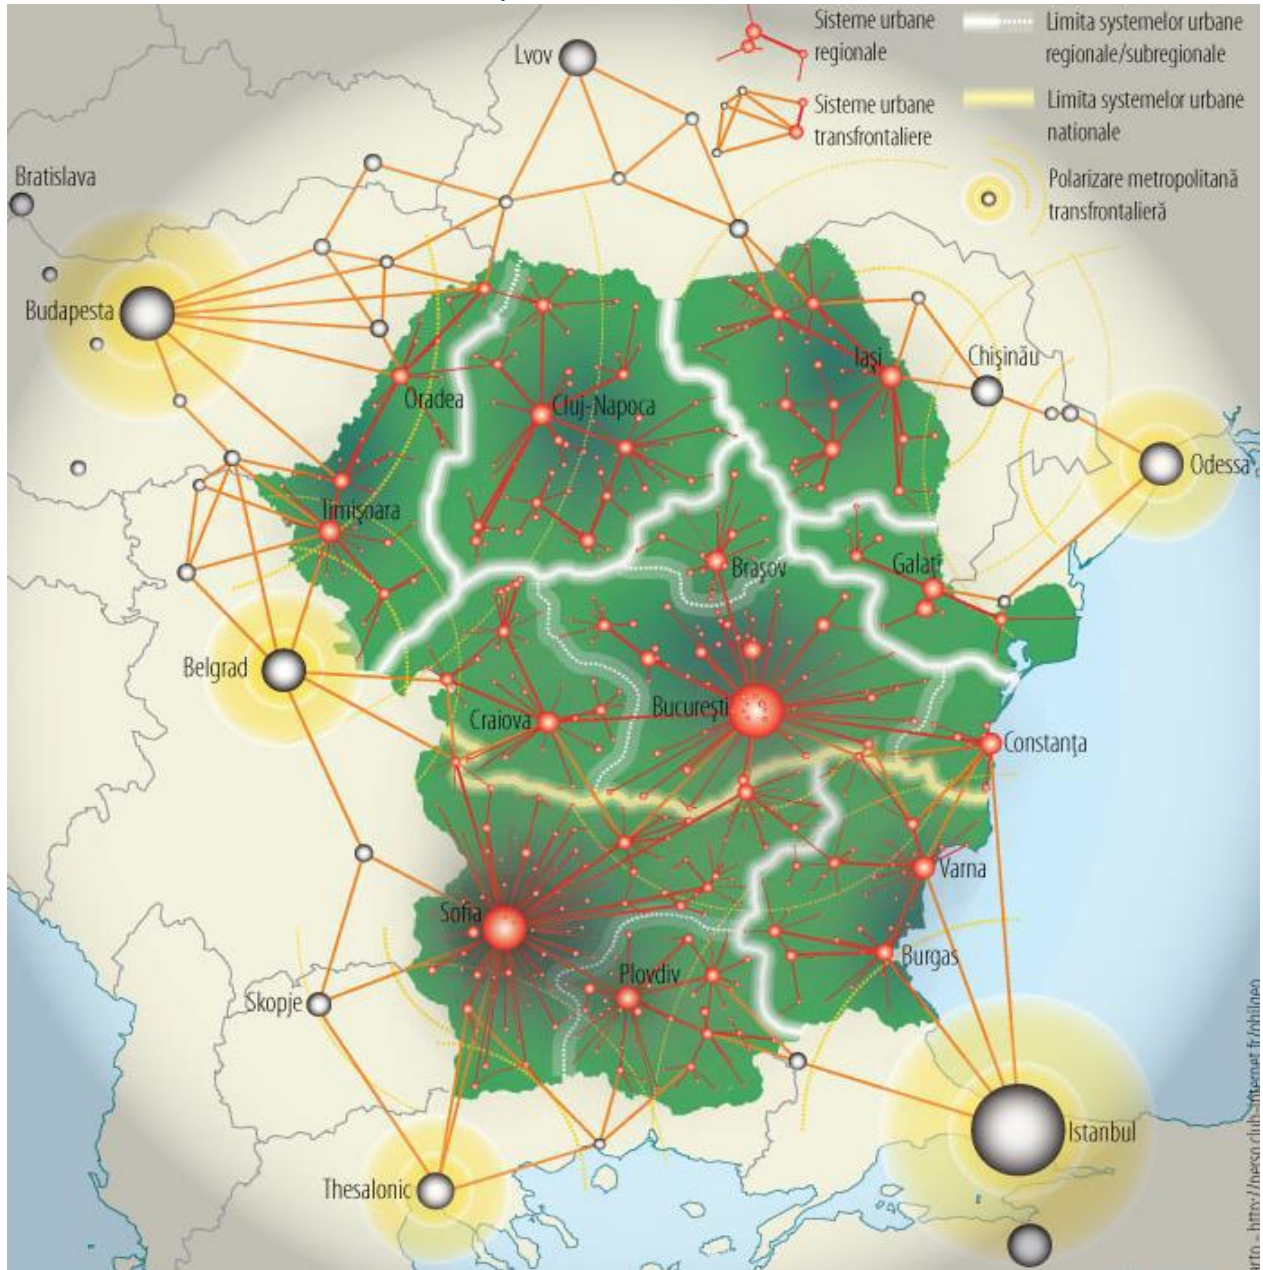 Sisteme urbane
regionale
Limita systemelor urbane
regionale/subregionale
Sisteme urbane
transfrontaliere
Limita systemelor urbane
nationale
Polarizare metropolitană
transfrontalieră
Lvov
Bratislava
Budapesta
Chişinău
Iaşi
Oradea
Cluj-Napoca
Odessa
Timişoara
Braşov
Galaţi
Belgrad
Bucureşti
Craiova
Constanţa
Varna
Sofia
Burgas
Plovdiv
Skopje
Istanbul
Thesalonic